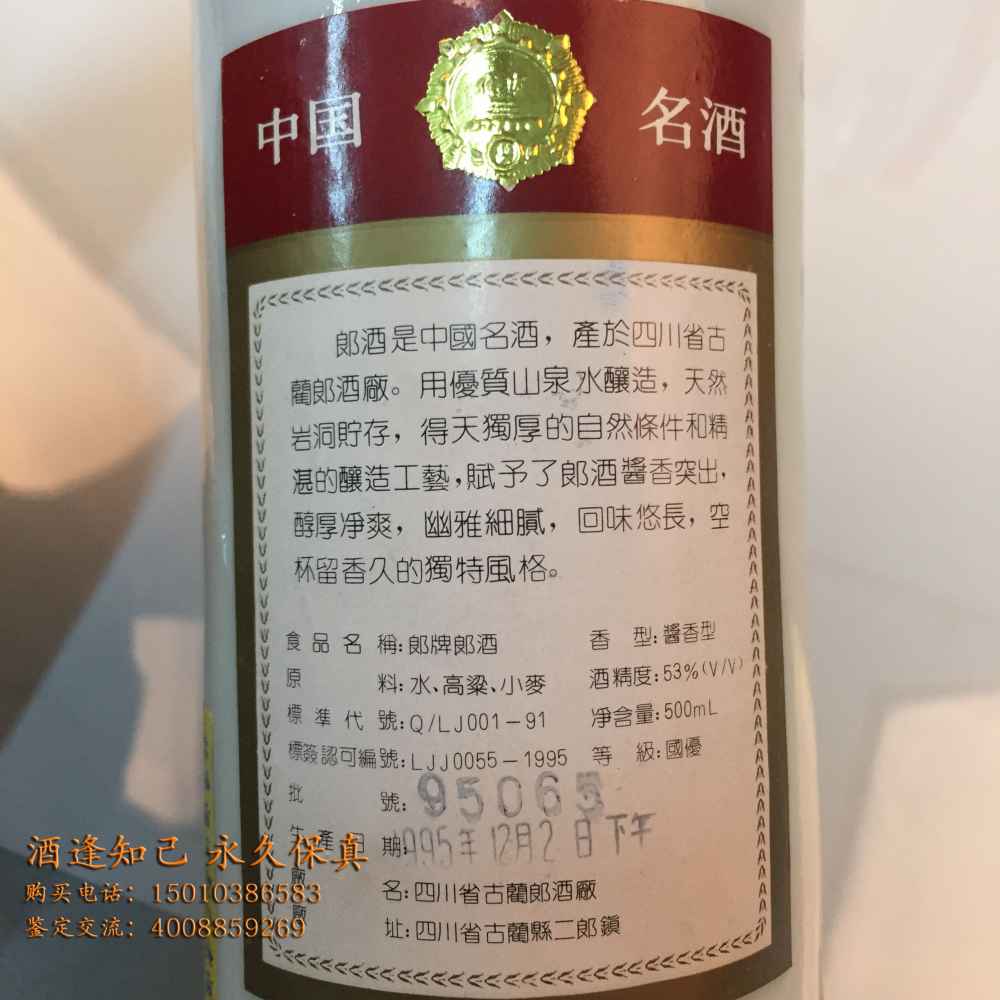 中国 名酒
郎酒是中國名酒，產於四川省古
藺郎酒廠。用優質山泉水釀造，天然
岩洞貯存，得天獨厚的自然條件和精
湛的釀造工藝，賦予了郎酒醬香突出，
醇厚凈爽，幽雅細膩，回味悠長，空
杯留香久的獨特風格。
食品名稱：郎牌郎酒 香型：醬香型
原料：水、高粱、小麥 酒精度：53%(V/V)
標準代號：Q/LJ001-91 凈含量：500mL
標簽認可編號：LJJ0055-1995 等級：國優
批號：95065
生產日期：1995年12月2日下午
廠名：四川省古藺郎酒廠
廠址：四川省古藺縣二郎鎮
酒逢知己 永久保真
购买电话：15010386583
鉴定交流：4008859269